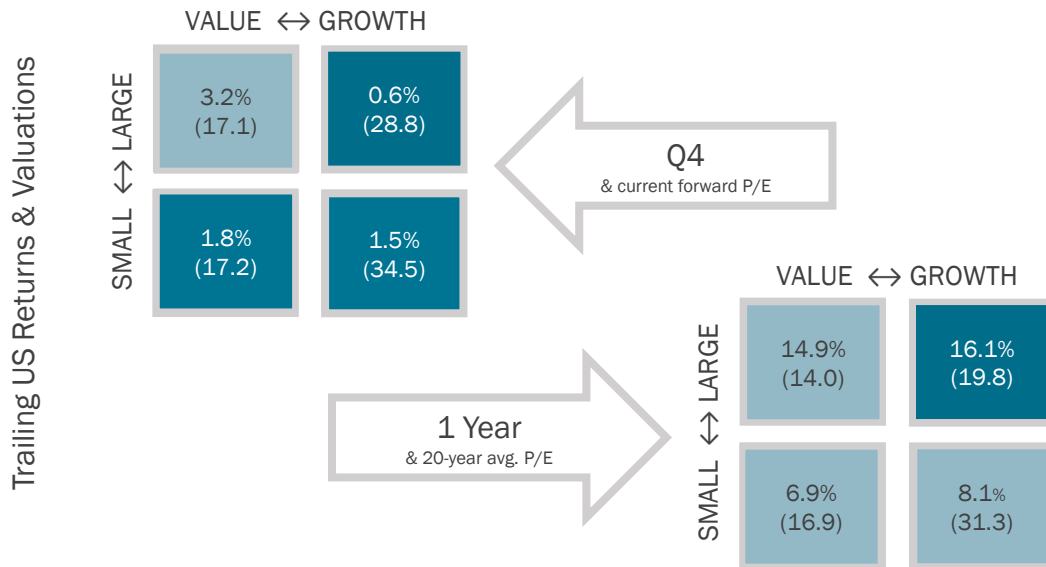 Trailing US Returns & Valuations
VALUE ↔ GROWTH
SMALL ↔ LARGE
3.2%
(17.1)
0.6%
(28.8)
1.8%
(17.2)
1.5%
(34.5)
Q4
& current forward P/E
1 Year
& 20-year avg. P/E
VALUE ↔ GROWTH
SMALL ↔ LARGE
14.9%
(14.0)
16.1%
(19.8)
6.9%
(16.9)
8.1%
(31.3)